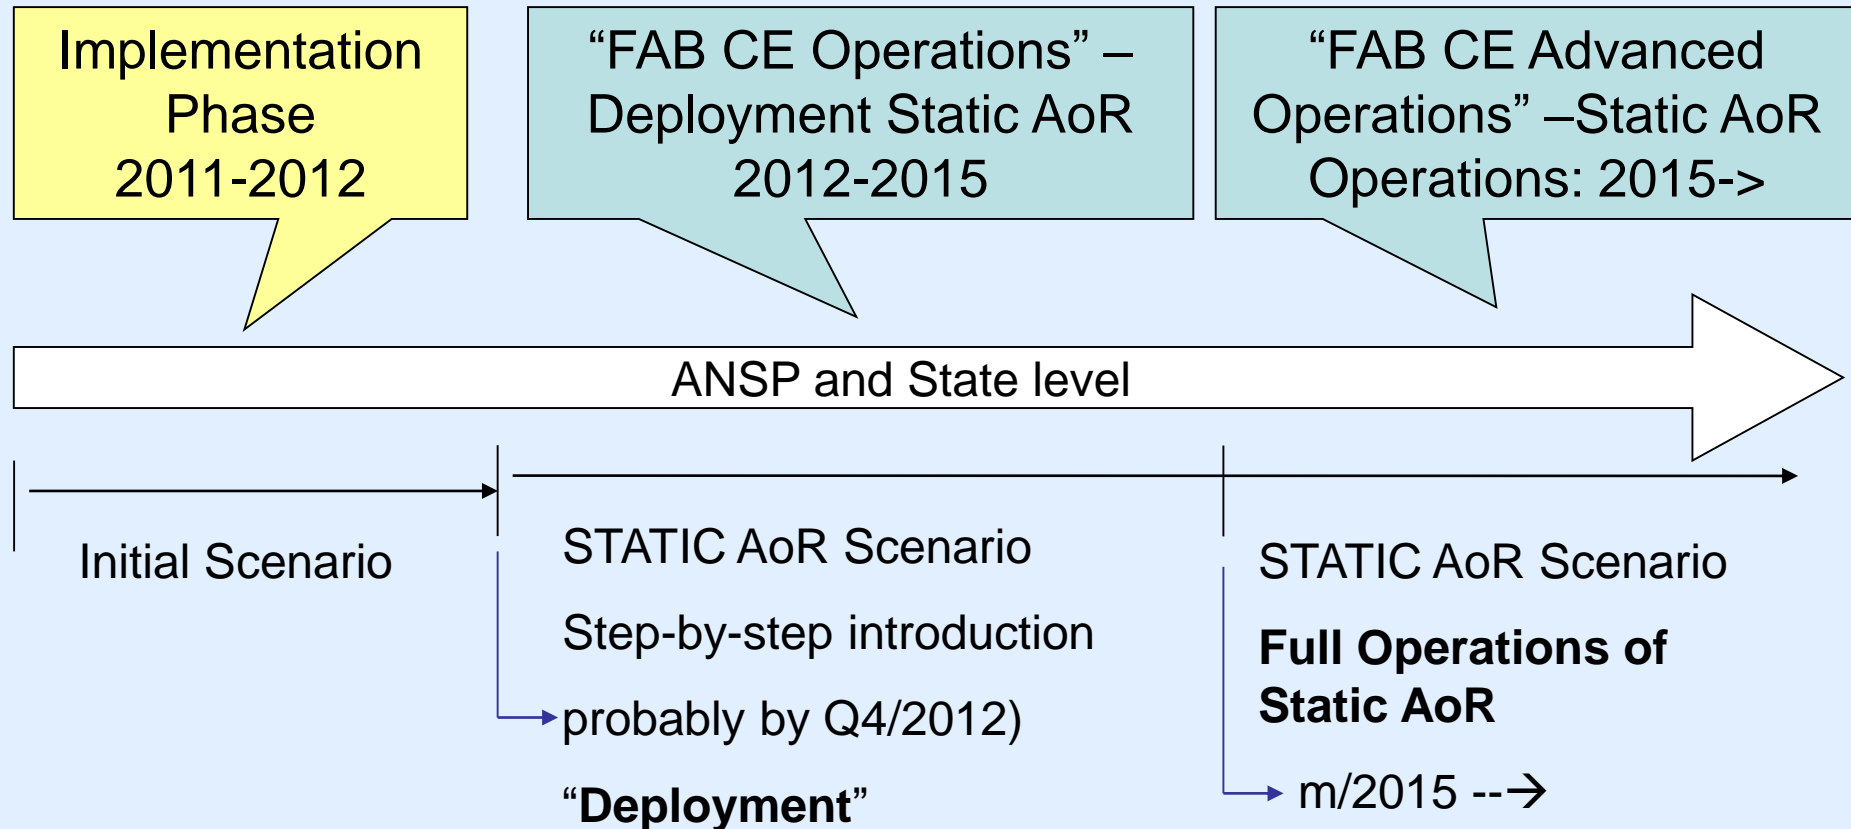 Implementation
Phase
2011-2012
“FAB CE Operations” –
Deployment Static AoR
2012-2015
“FAB CE Advanced
Operations” –Static AoR
Operations: 2015->
ANSP and State level
Initial Scenario
STATIC AoR Scenario
Step-by-step introduction
probably by Q4/2012)
“Deployment”
STATIC AoR Scenario
Full Operations of
Static AoR
m/2015 --→